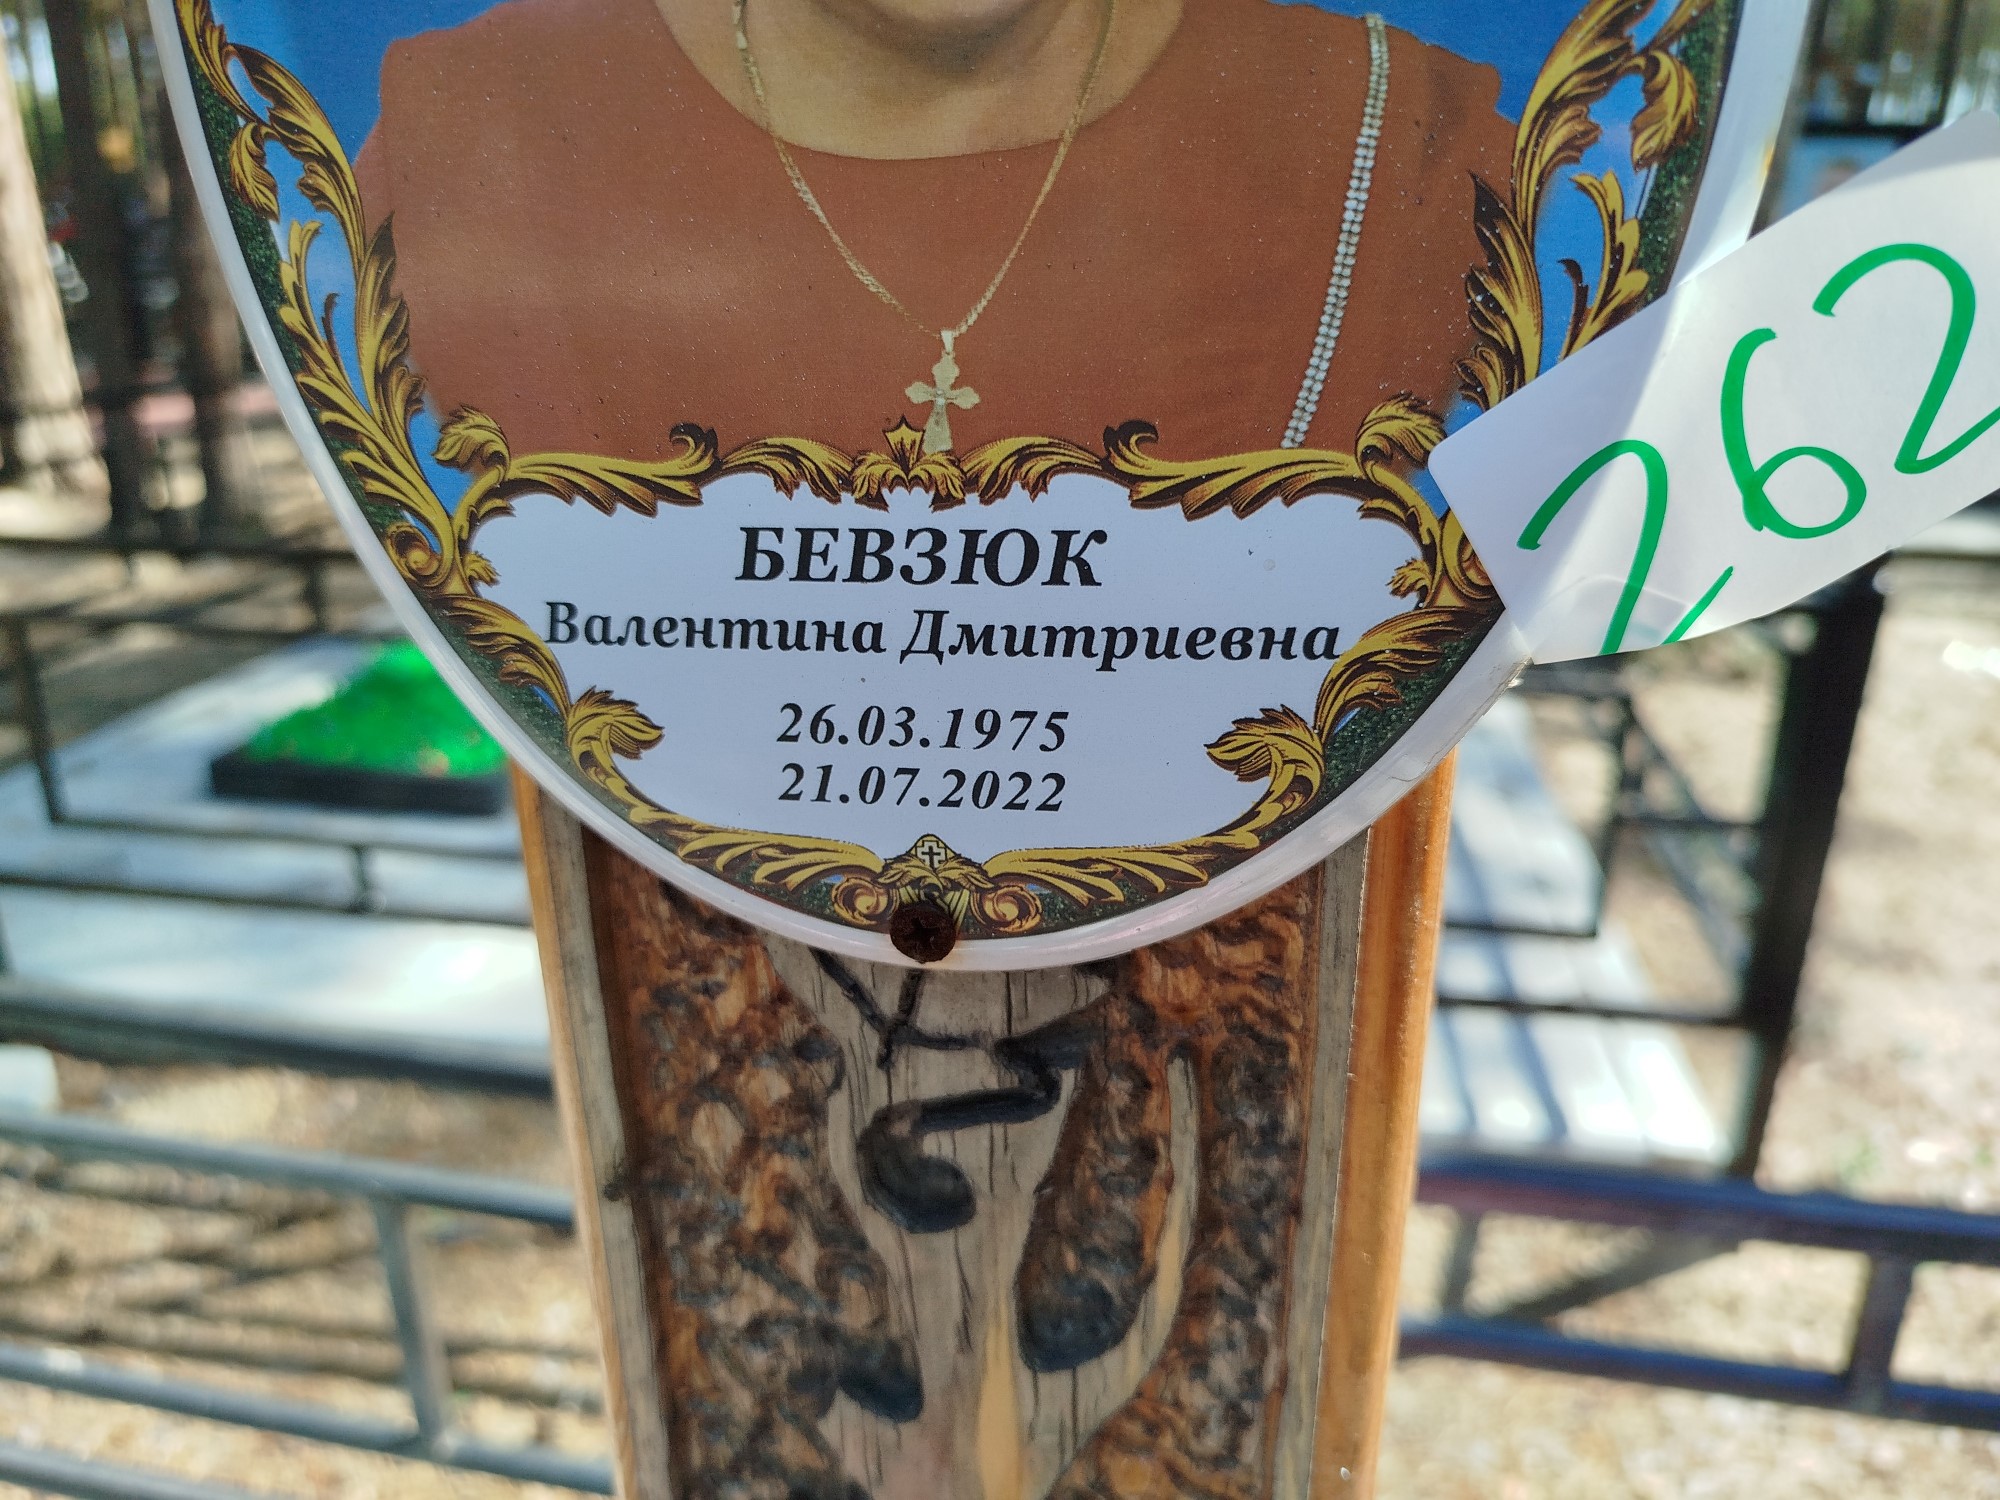 БЕВЗЮК
Валентина Дмитриевна
26.03.1975
21.07.2022
262